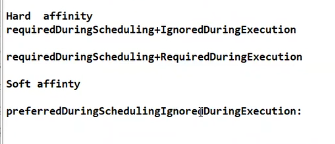 Hard affinity
requiredDuringScheduling+IgnoredDuringExecution
requiredDuringScheduling+RequiredDuringExecution
Soft affinty
preferredDuringSchedulingIgnoredDuringExecution: